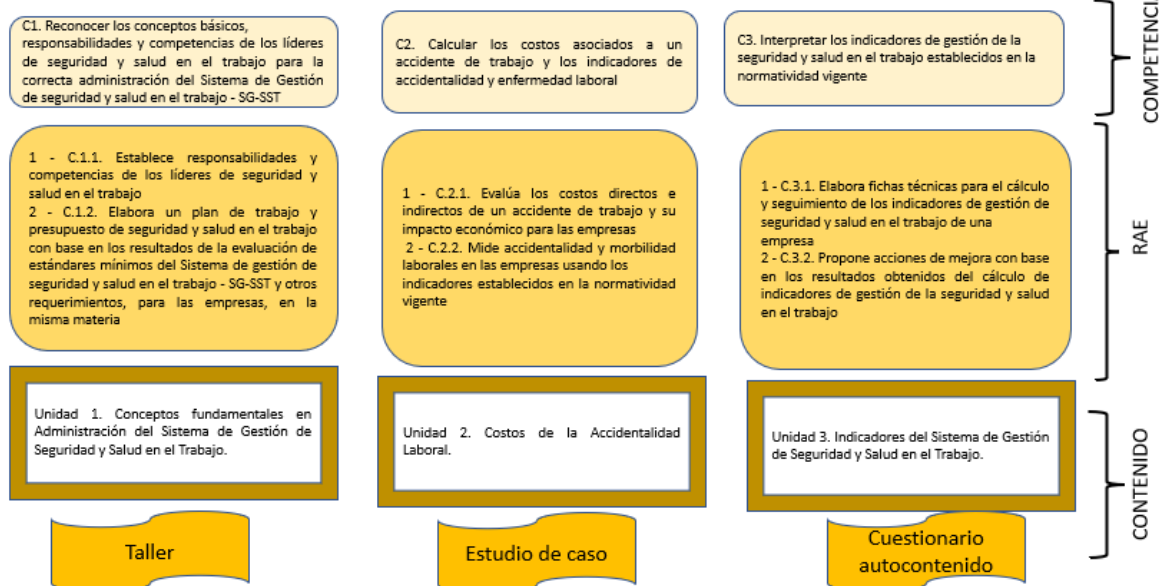 C1. Reconocer los conceptos básicos,
responsabilidades y competencias de los líderes
de seguridad y salud en el trabajo para la
correcta administración del Sistema de Gestión
de seguridad y salud en el trabajo - SG-SST
C2. Calcular los costos asociados a un
accidente de trabajo y los indicadores de
accidentalidad y enfermedad laboral
C3. Interpretar los indicadores de gestión de la
seguridad y salud en el trabajo establecidos en la
normatividad vigente
1 - C.1.1. Establece responsabilidades y
competencias de los líderes de seguridad y
salud en el trabajo
2 - C.1.2. Elabora un plan de trabajo y
presupuesto de seguridad y salud en el trabajo
con base en los resultados de la evaluación de
estándares mínimos del Sistema de gestión de
seguridad y salud en el trabajo - SG-SST y otros
requerimientos, para las empresas, en la
misma materia
1 - C.2.1. Evalúa los costos directos e
indirectos de un accidente de trabajo y su
impacto económico para las empresas
2 - C.2.2. Mide accidentalidad y morbilidad
laborales en las empresas usando los
indicadores establecidos en la normatividad
vigente
1 - C.3.1. Elabora fichas técnicas para el cálculo
y seguimiento de los indicadores de gestión de
seguridad y salud en el trabajo de una
empresa
2 - C.3.2. Propone acciones de mejora con base
en los resultados obtenidos del cálculo de
indicadores de gestión de la seguridad y salud
en el trabajo
RAE
Unidad 1. Conceptos fundamentales en
Administración del Sistema de Gestión de
Seguridad y Salud en el Trabajo.
Unidad 2. Costos de la Accidentalidad
Laboral.
Unidad 3. Indicadores del Sistema de Gestión
de Seguridad y Salud en el Trabajo.
CONTENIDO
Taller
Estudio de caso
Cuestionario
autocontenido